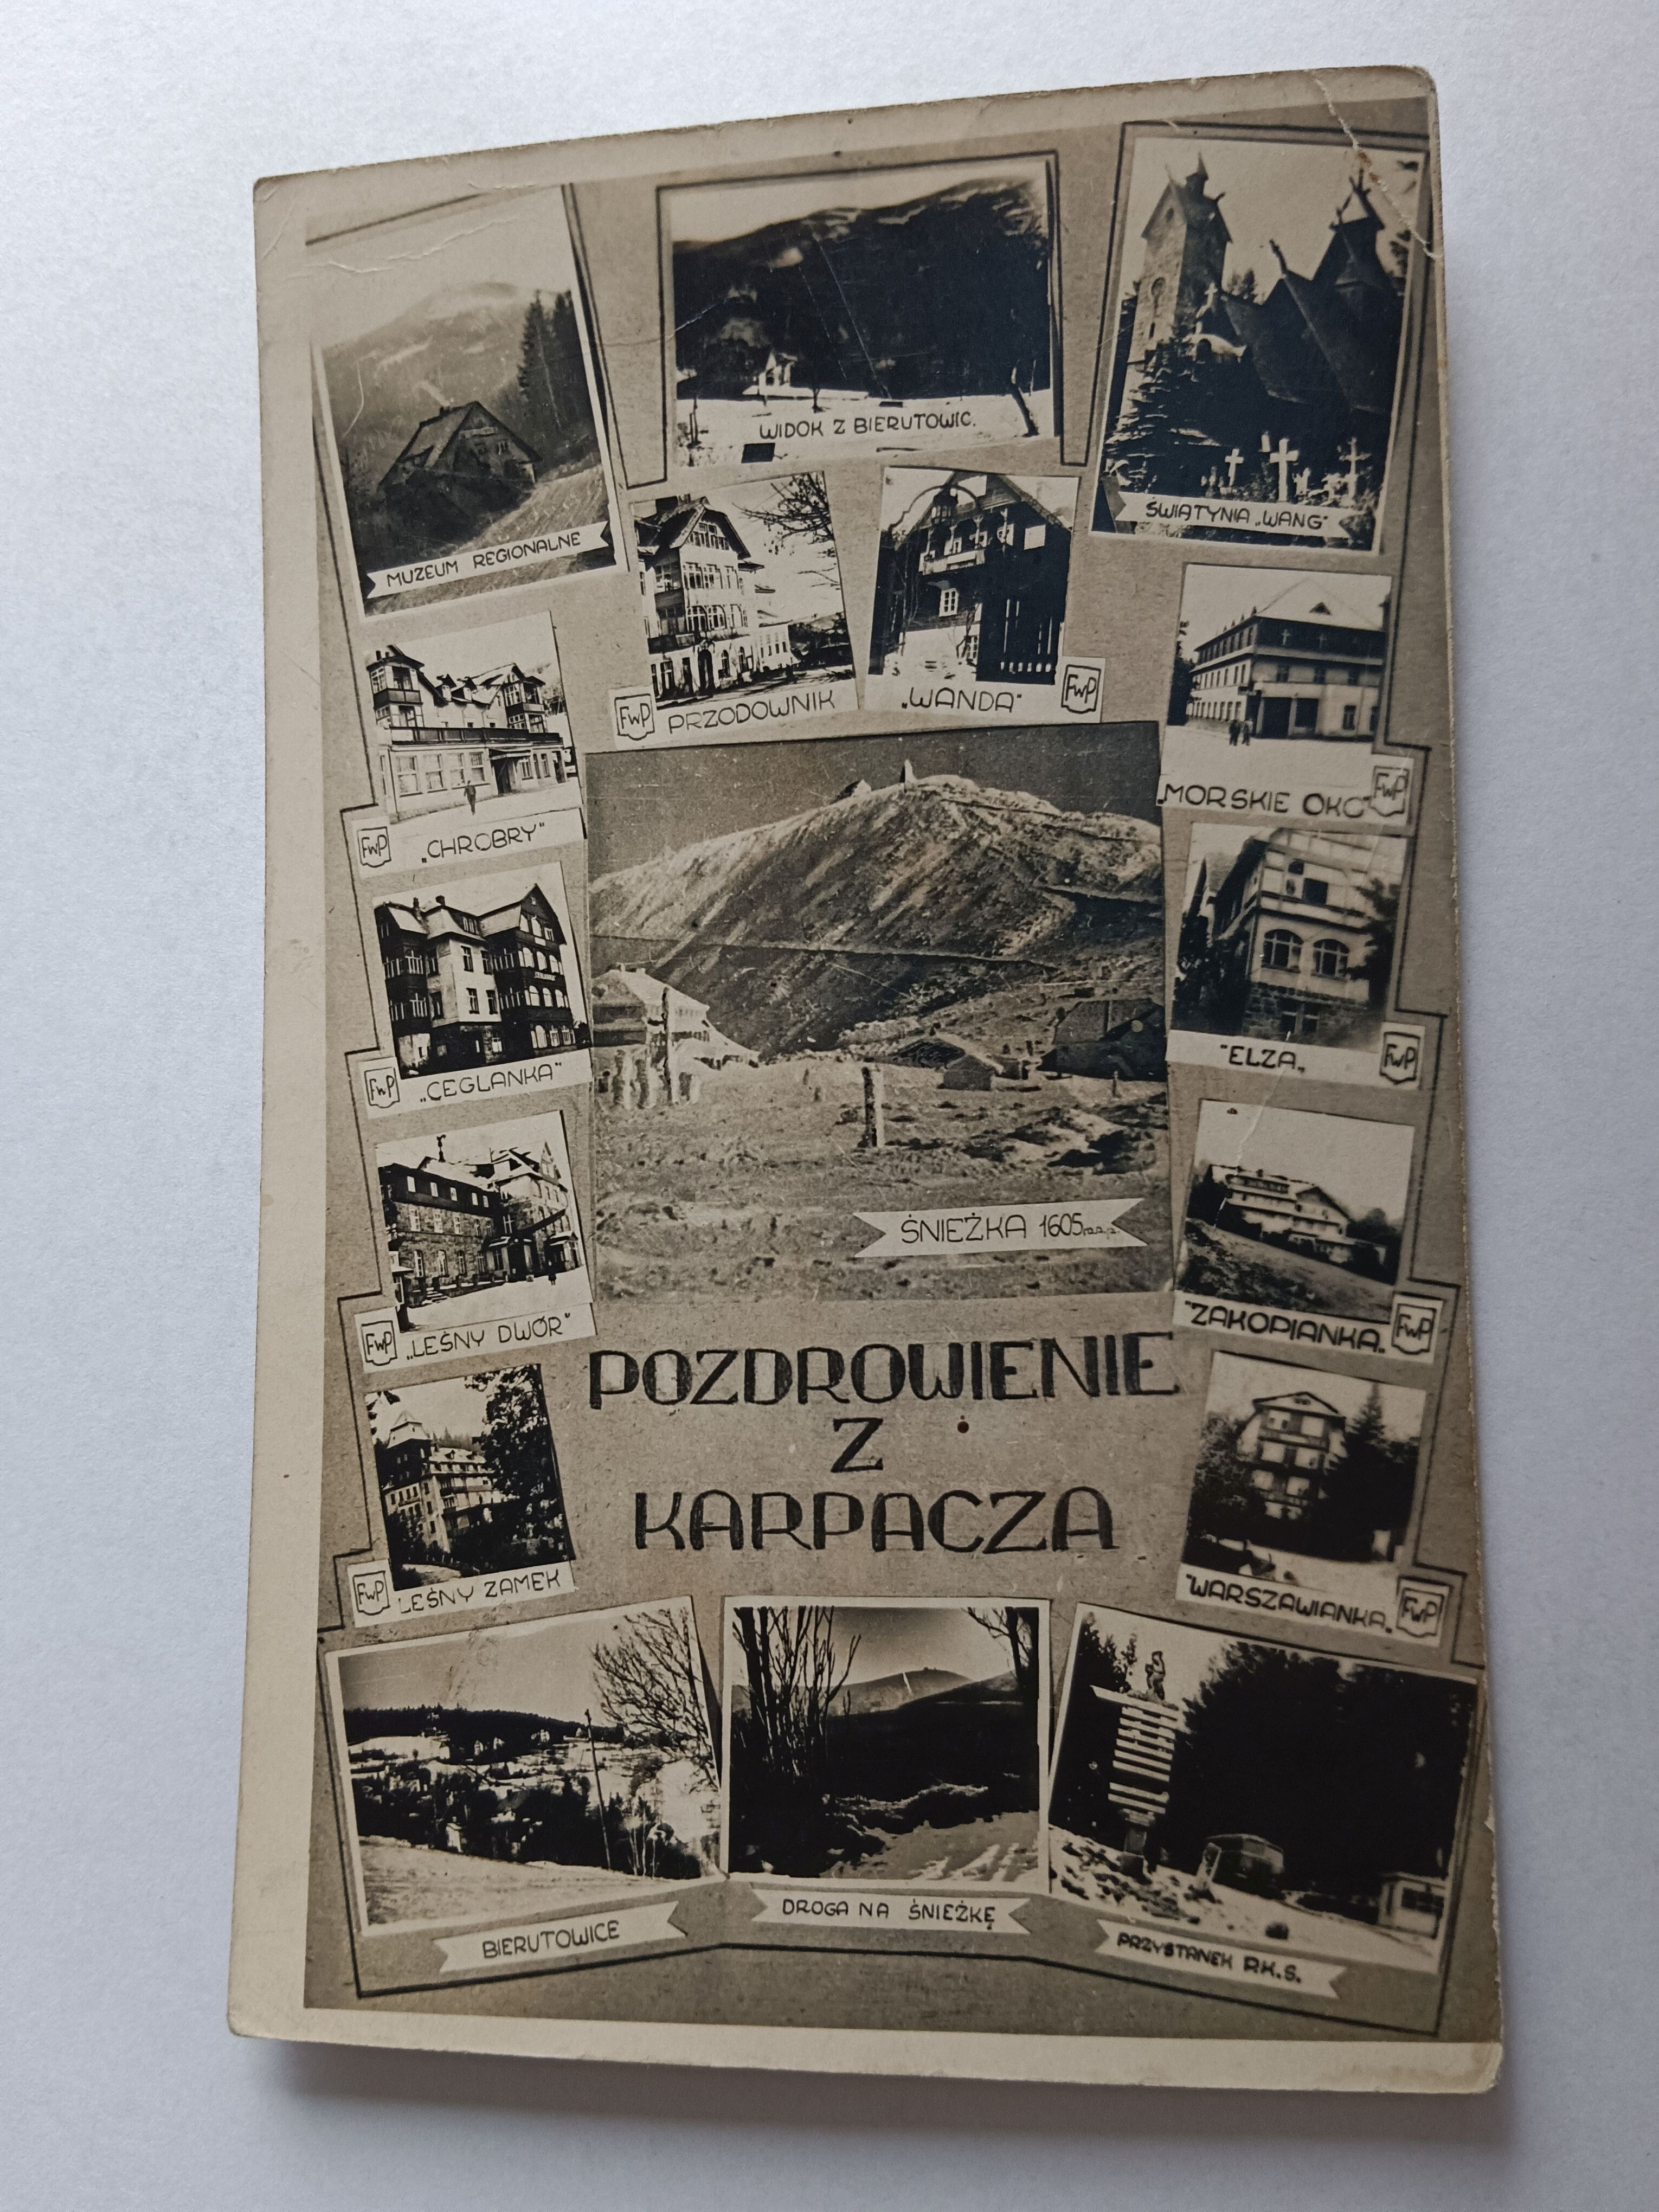 WIDOK Z BIERUTOWIC.
ŚWIĄTYNIA „WANG"
MUZEUM REGIONALNE
FWP PRZODOWNIK
„WANDA" FWP
„MORSKIE OKO" FWP
FWP „CHROBRY"
"ELZA„ FWP
FWP „CEGLANKA"
ŚNIEŻKA 1605
FWP „LEŚNY DWÓR"
"ZAKOPIANKA„ FWP
POZDROWIENIE
Z
KARPACZA
FWP LEŚNY ZAMEK
"WARSZAWIANKA„ FWP
BIERUTOWICE
DROGA NA ŚNIEŻKĘ
PRZYSTANEK P.K.S.